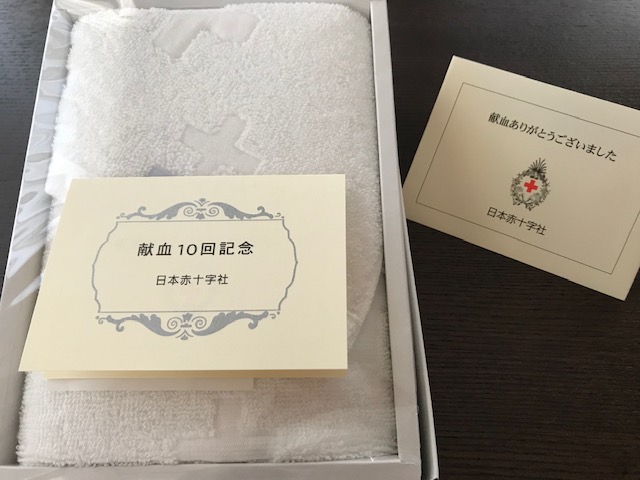 献血10回記念
日本赤十字社
献血ありがとうございました
日本赤十字社